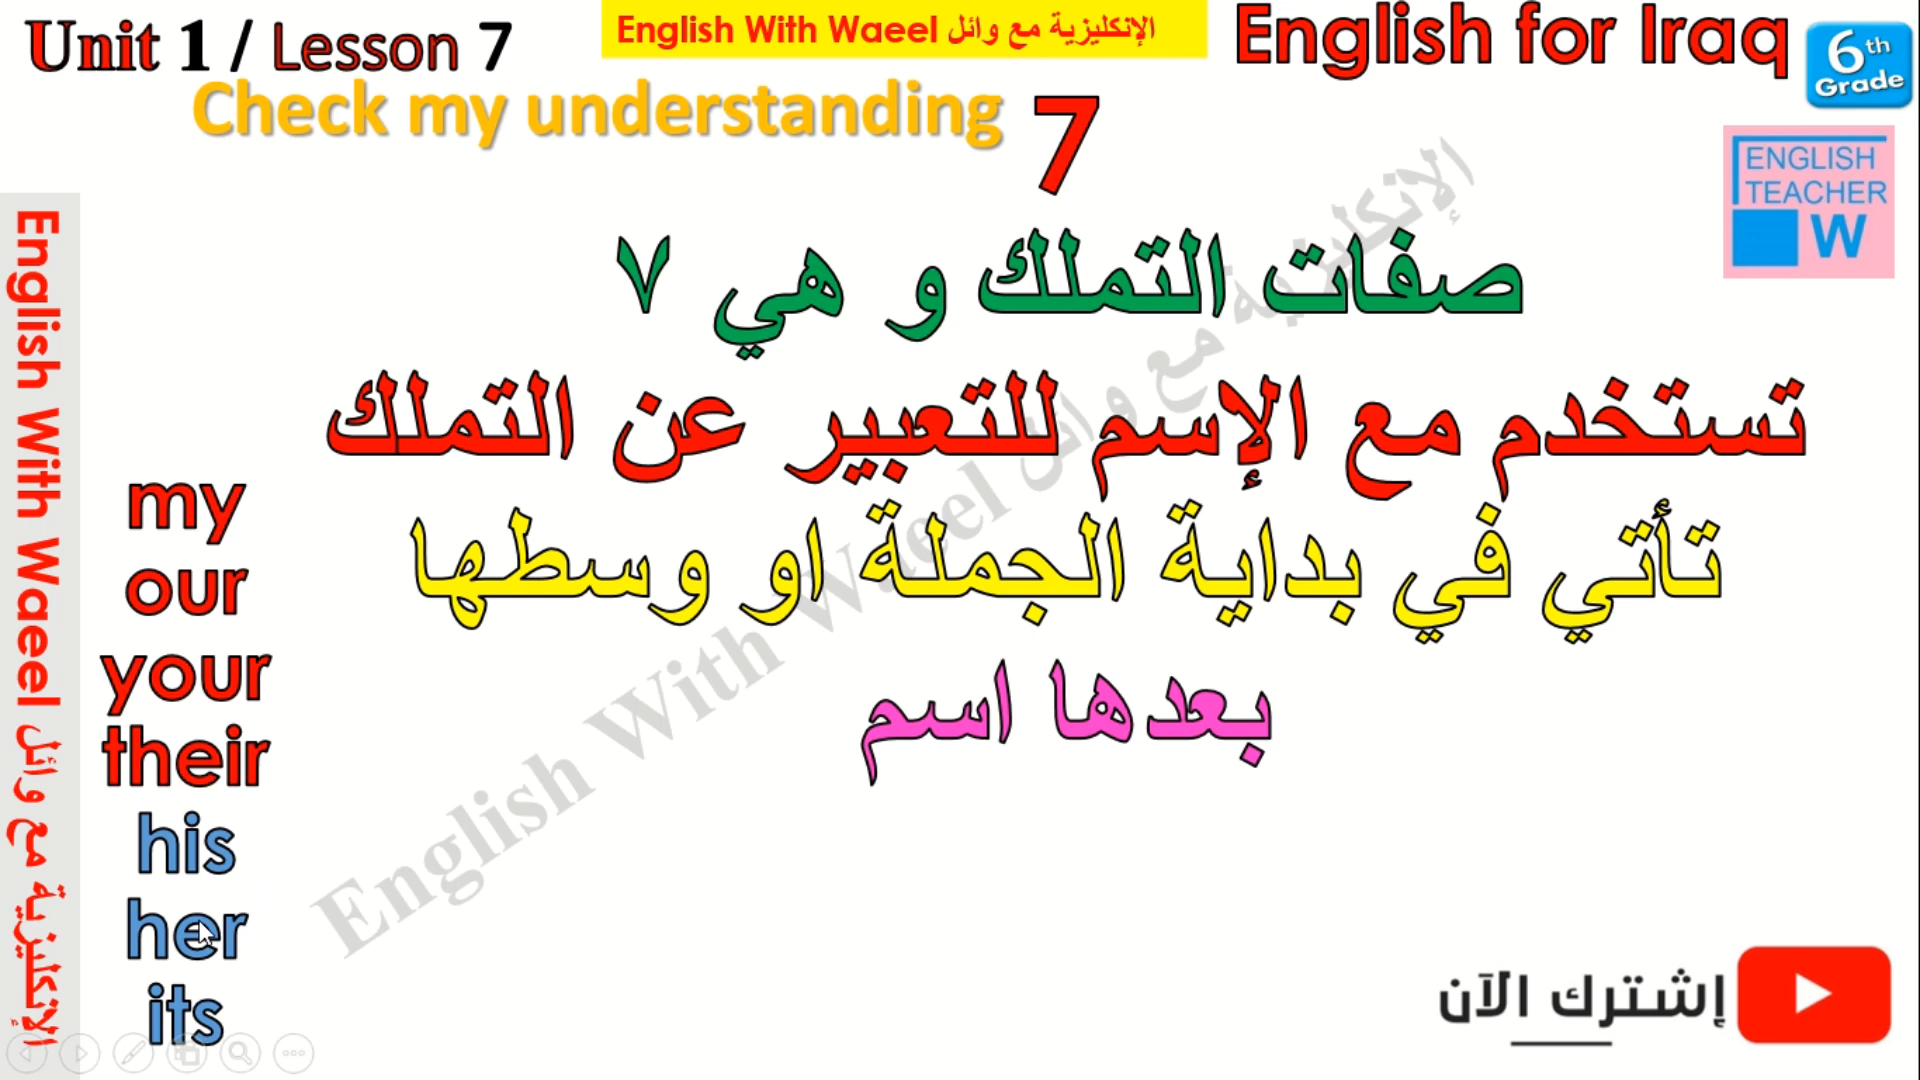 Unit 1 / Lesson 7
English With Waeel الإنكليزية مع وائل
English for Iraq
6th
Grade
Check my understanding
7
ENGLISH
TEACHER
W
صفات التملك و هي ٧
تستخدم مع الإسم للتعبير عن التملك
تأتي في بداية الجملة او وسطها
بعدها اسم
my
our
your
their
his
her
its
English With Waeel الإنكليزية مع وائل
English With Waeel الإنكليزية مع وائل
إشترك الآن